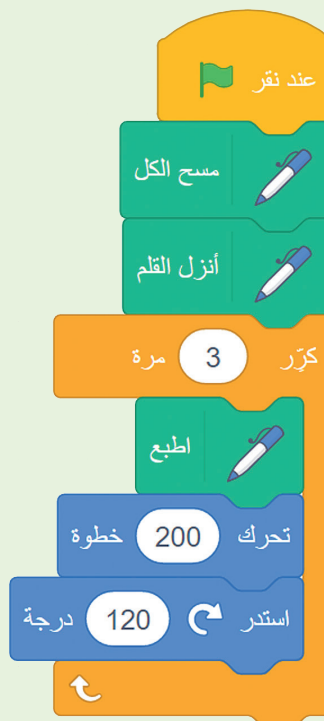 عند نقر
مسح الكل
أنزل القلم
كرِّر 3 مرة
اطبع
تحرك 200 خطوة
استدر 120 درجة